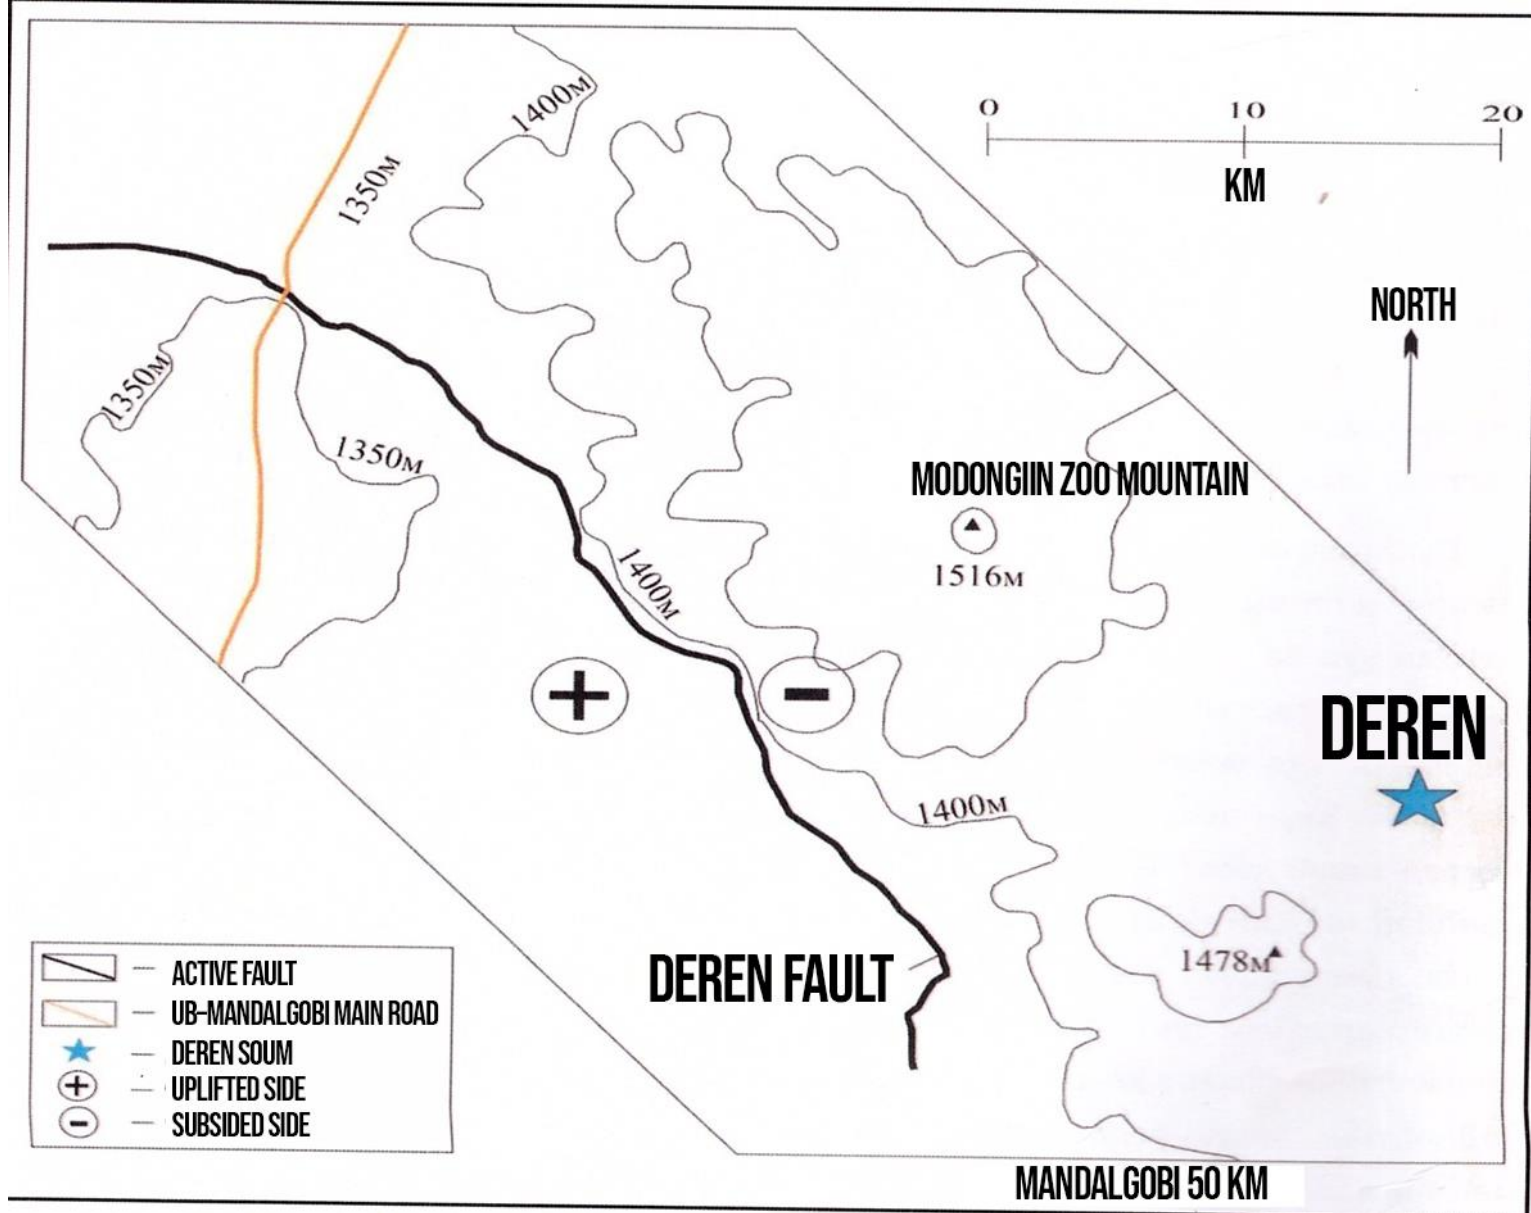 0 10 20
KM
NORTH
1400м
1350м
1350м
1350м
MODONGIIN ZOO MOUNTAIN
1516м
1400м
+
−
DEREN
1400м
DEREN FAULT
1478м
— ACTIVE FAULT
— UB-MANDALGOBI MAIN ROAD
— DEREN SOUM
+ — UPLIFTED SIDE
− — SUBSIDED SIDE
MANDALGOBI 50 KM